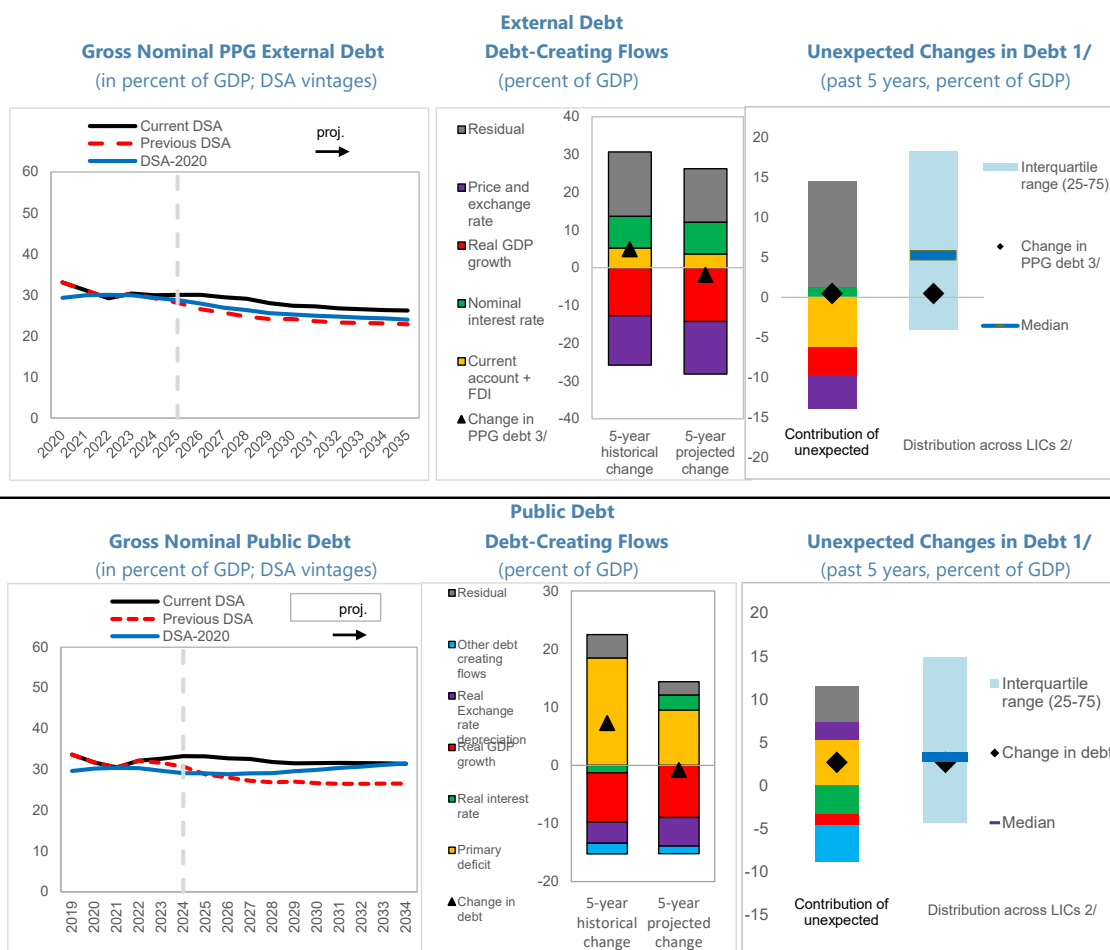 External Debt
Gross Nominal PPG External Debt
(in percent of GDP; DSA vintages)
Debt-Creating Flows
(percent of GDP)
Unexpected Changes in Debt 1/
(past 5 years, percent of GDP)
Current DSA
Previous DSA
DSA-2020
proj.
60
50
40
30
20
10
0
2020
2021
2022
2023
2024
2025
2026
2027
2028
2029
2030
2031
2032
2033
2034
2035
Residual
Price and
exchange
rate
Real GDP
growth
Nominal
interest rate
Current
account +
FDI
Change in
PPG debt 3/
40
30
20
10
0
-10
-20
-30
-40
5-year
historical
change
5-year
projected
change
20
15
10
5
0
-5
-10
-15
-20
Contribution of
unexpected
Distribution across LICs 2/
Interquartile
range (25-75)
Change in
PPG debt 3/
Median
Public Debt
Gross Nominal Public Debt
(in percent of GDP; DSA vintages)
Debt-Creating Flows
(percent of GDP)
Unexpected Changes in Debt 1/
(past 5 years, percent of GDP)
Current DSA
Previous DSA
DSA-2020
proj.
60
50
40
30
20
10
0
2019
2020
2021
2022
2023
2024
2025
2026
2027
2028
2029
2030
2031
2032
2033
2034
Residual
Other debt
creating
flows
Real
Exchange
rate
depreciation
Real GDP
growth
Real interest
rate
Primary
deficit
Change in
debt
30
20
10
0
-10
-20
5-year
historical
change
5-year
projected
change
20
15
10
5
0
-5
-10
-15
Contribution of
unexpected
Distribution across LICs 2/
Interquartile
range (25-75)
Change in debt
Median